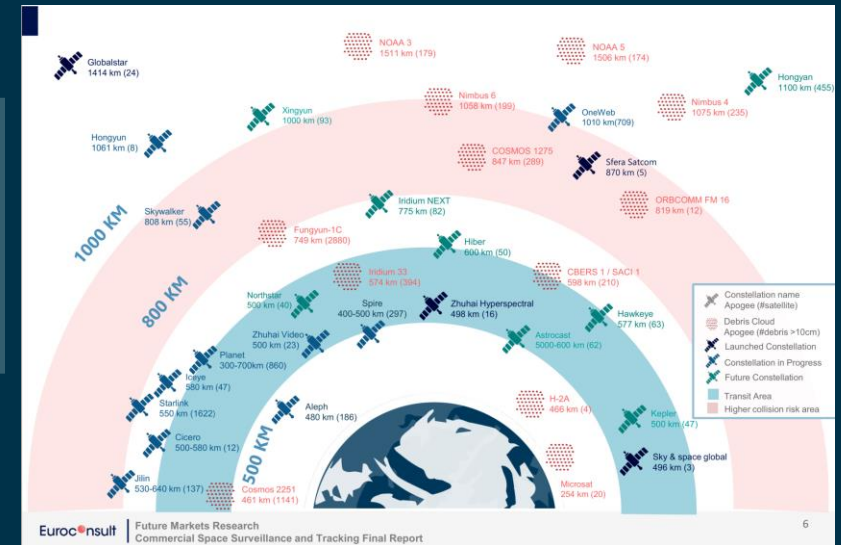 NOAA 3
1511 km (179)
NOAA 5
1506 km (174)
Globalstar
1414 km (24)
Hongyan
1100 km (455)
Nimbus 6
1058 km (199)
Nimbus 4
1075 km (235)
Xingyun
1000 km (93)
OneWeb
1010 km(709)
Hongyun
1061 km (8)
COSMOS 1275
847 km (289)
Sfera Satcom
870 km (5)
Iridium NEXT
775 km (82)
ORBCOMM FM 16
819 km (12)
Skywalker
808 km (55)
1000 KM
Fungyun-1C
749 km (2880)
Hiber
600 km (50)
Iridium 33
574 km (394)
CBERS 1 / SACI 1
598 km (210)
800 KM
Northstar
500 km (40)
Spire
400-500 km (297)
Zhuhai Hyperspectral
498 km (16)
Hawkeye
577 km (63)
Zhuhai Video+
500 km (23)
Astrocast
5000-600 km (62)
Planet
300-700km (860)
Iceye
580 km (47)
Starlink
550 km (1622)
Aleph
480 km (186)
H-2A
466 km (4)
Kepler
500 km (47)
Cicero
500-580 km (12)
500 KM
Sky & space global
496 km (3)
Jilin
530-640 km (137)
Cosmos 2251
461 km (1141)
Microsat
254 km (20)
Constellation name
Apogee (#satellite)
Debris Cloud
Apogee (#debris >10cm)
Launched Constellation
Constellation in Progress
Future Constellation
Transit Area
Higher collision risk area
Euroconsult
Future Markets Research
Commercial Space Surveillance and Tracking Final Report
6